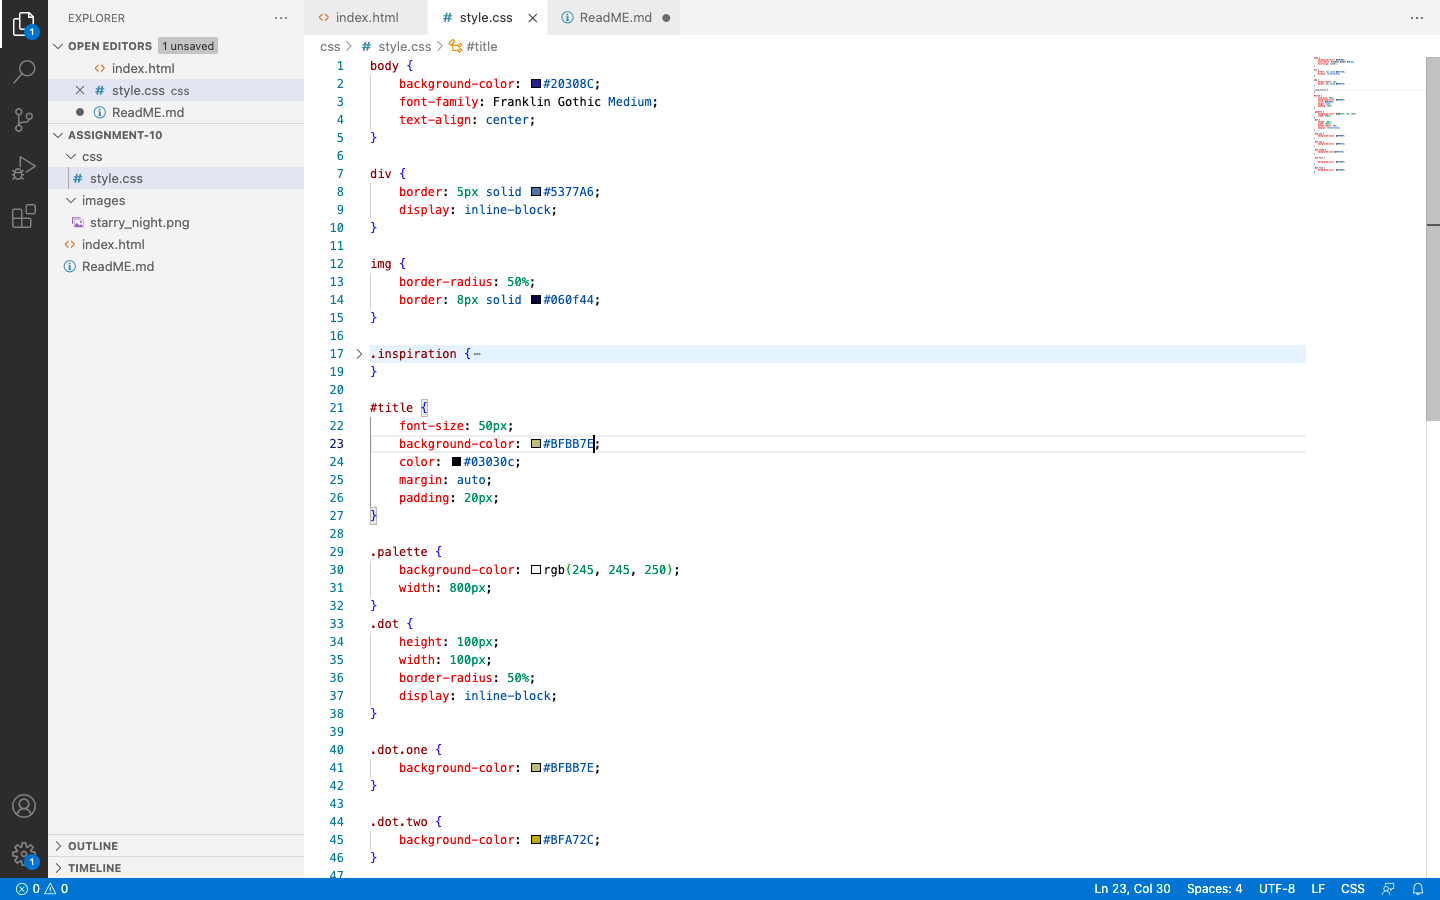 EXPLORER
OPEN EDITORS 1 unsaved
index.html
style.css css
ReadME.md
ASSIGNMENT-10
css
style.css
images
starry_night.png
index.html
ReadME.md
OUTLINE
TIMELINE
index.html style.css ReadME.md
css > # style.css > #title
1 body {
2 background-color: #20308C;
3 font-family: Franklin Gothic Medium;
4 text-align: center;
5 }
6
7 div {
8 border: 5px solid #5377A6;
9 display: inline-block;
10 }
11
12 img {
13 border-radius: 50%;
14 border: 8px solid #060f44;
15 }
16
17 .inspiration {⋯
19 }
20
21 #title {
22 font-size: 50px;
23 background-color: #BFBB7E;
24 color: #03030c;
25 margin: auto;
26 padding: 20px;
27 }
28
29 .palette {
30 background-color: rgb(245, 245, 250);
31 width: 800px;
32 }
33 .dot {
34 height: 100px;
35 width: 100px;
36 border-radius: 50%;
37 display: inline-block;
38 }
39
40 .dot.one {
41 background-color: #BFBB7E;
42 }
43
44 .dot.two {
45 background-color: #BFA72C;
46 }
47
1
1
0 0 Ln 23, Col 30 Spaces: 4 UTF-8 LF CSS